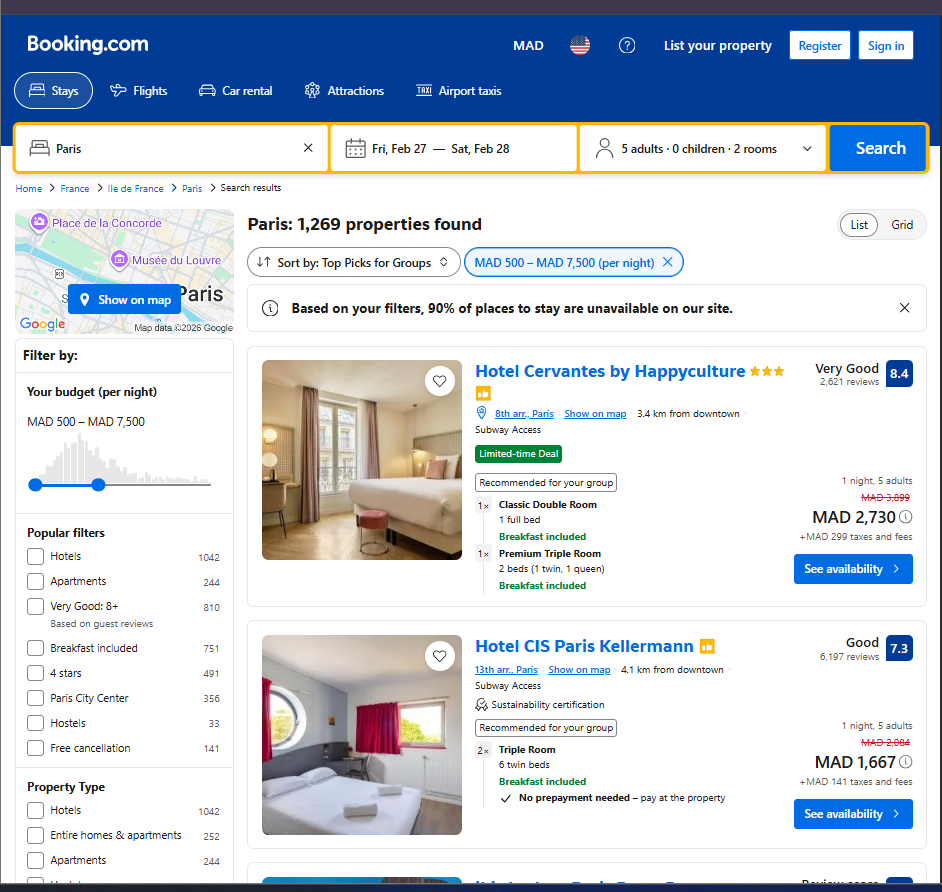 Booking.com
MAD
List your property
Register
Sign in
Stays
Flights
Car rental
Attractions
TAXI
Airport taxis
Paris
Fri, Feb 27 — Sat, Feb 28
5 adults · 0 children · 2 rooms
Search
Home > France > Ile de France > Paris > Search results
Place de la Concorde
Musée du Louvre
Paris
Show on map
Google
Map data ©2026 Google
Filter by:
Your budget (per night)
MAD 500 – MAD 7,500
Popular filters
Hotels 1042
Apartments 244
Very Good: 8+ 810
Based on guest reviews
Breakfast included 751
4 stars 491
Paris City Center 356
Hostels 33
Free cancellation 141
Property Type
Hotels 1042
Entire homes & apartments 252
Apartments 244
Paris: 1,269 properties found
List
Grid
Sort by: Top Picks for Groups
MAD 500 – MAD 7,500 (per night)
Based on your filters, 90% of places to stay are unavailable on our site.
Hotel Cervantes by Happyculture
Very Good
2,621 reviews
8.4
8th arr., Paris · Show on map · 3.4 km from downtown ·
Subway Access
Limited-time Deal
Recommended for your group
1× Classic Double Room
1 full bed
Breakfast included
1× Premium Triple Room
2 beds (1 twin, 1 queen)
Breakfast included
1 night, 5 adults
MAD 3,899
MAD 2,730
+MAD 299 taxes and fees
See availability
Hotel CIS Paris Kellermann
Good
6,197 reviews
7.3
13th arr., Paris · Show on map · 4.1 km from downtown ·
Subway Access
Sustainability certification
Recommended for your group
2× Triple Room
6 twin beds
Breakfast included
No prepayment needed – pay at the property
1 night, 5 adults
MAD 2,084
MAD 1,667
+MAD 141 taxes and fees
See availability